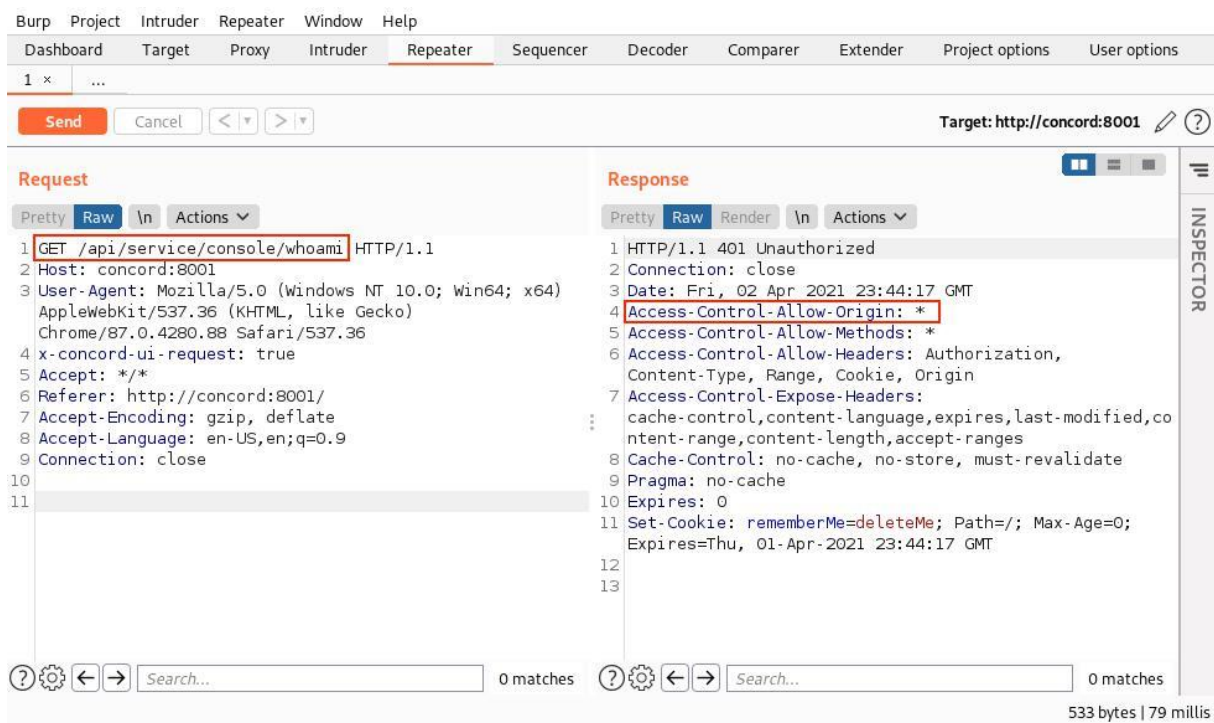 Burp Project Intruder Repeater Window Help
Dashboard Target Proxy Intruder Repeater Sequencer Decoder Comparer Extender Project options User options
1 × ...
Send Cancel < > Target: http://concord:8001 ?
Request
Pretty Raw \n Actions
1 GET /api/service/console/whoami HTTP/1.1
2 Host: concord:8001
3 User-Agent: Mozilla/5.0 (Windows NT 10.0; Win64; x64)
AppleWebKit/537.36 (KHTML, like Gecko)
Chrome/87.0.4280.88 Safari/537.36
4 x-concord-ui-request: true
5 Accept: */*
6 Referer: http://concord:8001/
7 Accept-Encoding: gzip, deflate
8 Accept-Language: en-US,en;q=0.9
9 Connection: close
10
11
? Search... 0 matches
Response
Pretty Raw Render \n Actions
1 HTTP/1.1 401 Unauthorized
2 Connection: close
3 Date: Fri, 02 Apr 2021 23:44:17 GMT
4 Access-Control-Allow-Origin: *
5 Access-Control-Allow-Methods: *
6 Access-Control-Allow-Headers: Authorization,
Content-Type, Range, Cookie, Origin
7 Access-Control-Expose-Headers:
cache-control,content-language,expires,last-modified,co
ntent-range,content-length,accept-ranges
8 Cache-Control: no-cache, no-store, must-revalidate
9 Pragma: no-cache
10 Expires: 0
11 Set-Cookie: rememberMe=deleteMe; Path=/; Max-Age=0;
Expires=Thu, 01-Apr-2021 23:44:17 GMT
12
13
? Search... 0 matches
INSPECTOR
533 bytes | 79 millis